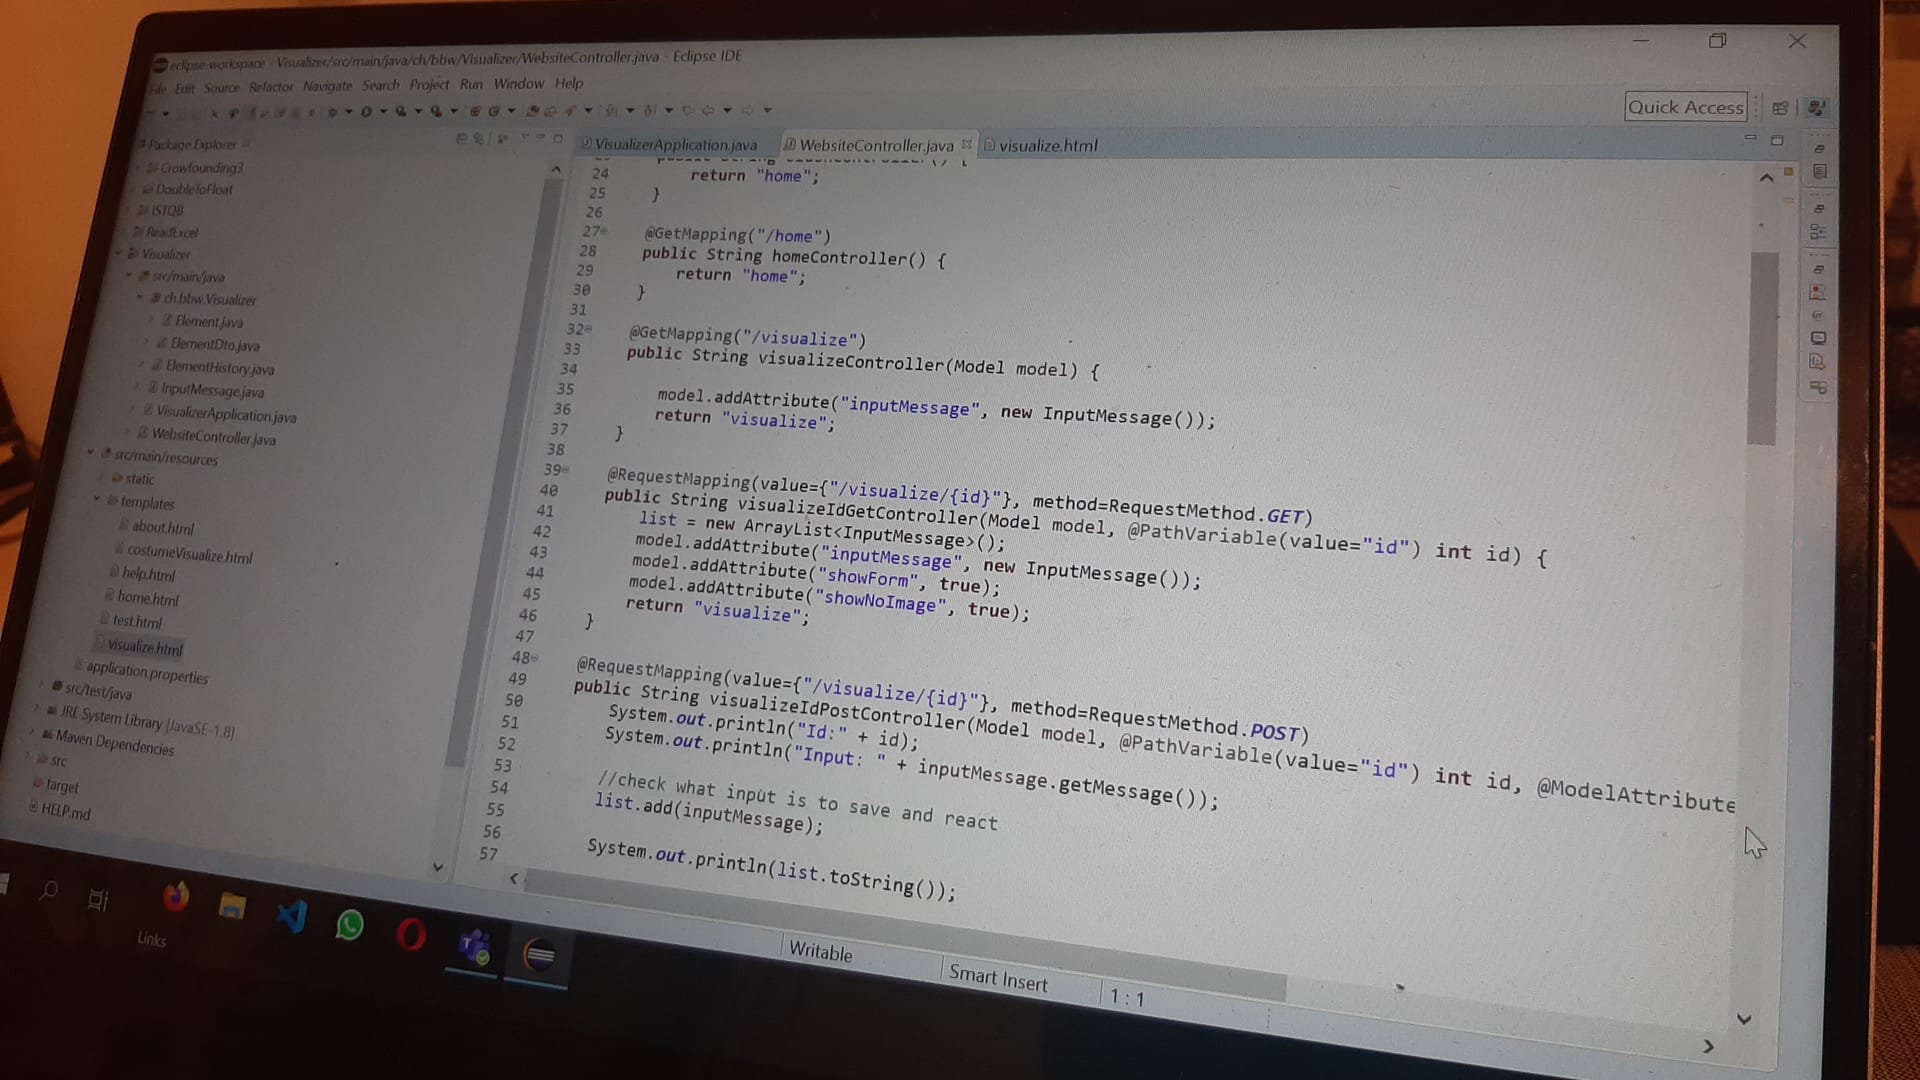 eclipse-workspace - Visualizer/src/main/java/ch/bbw/Visualizer/WebsiteController.java - Eclipse IDE
File Edit Source Refactor Navigate Search Project Run Window Help
Quick Access
Package Explorer
Crowfounding3
DoubleToFloat
ISTQB
ReadExcel
Visualizer
src/main/java
ch.bbw.Visualizer
Element.java
ElementDto.java
ElementHistory.java
InputMessage.java
VisualizerApplication.java
WebsiteController.java
src/main/resources
static
templates
about.html
costumeVisualize.html
help.html
home.html
test.html
visualize.html
application.properties
src/test/java
JRE System Library [JavaSE-1.8]
Maven Dependencies
src
target
HELP.md
VisualizerApplication.java WebsiteController.java visualize.html
24 return "home";
25 }
26
27 @GetMapping("/home")
28 public String homeController() {
29 return "home";
30 }
31
32 @GetMapping("/visualize")
33 public String visualizeController(Model model) {
34
35 model.addAttribute("inputMessage", new InputMessage());
36 return "visualize";
37 }
38
39 @RequestMapping(value={"/visualize/{id}"}, method=RequestMethod.GET)
40 public String visualizeIdGetController(Model model, @PathVariable(value="id") int id) {
41 list = new ArrayList<InputMessage>();
42 model.addAttribute("inputMessage", new InputMessage());
43 model.addAttribute("showForm", true);
44 model.addAttribute("showNoImage", true);
45 return "visualize";
46 }
47
48 @RequestMapping(value={"/visualize/{id}"}, method=RequestMethod.POST)
49 public String visualizeIdPostController(Model model, @PathVariable(value="id") int id, @ModelAttribute
50 System.out.println("Id:" + id);
51 System.out.println("Input: " + inputMessage.getMessage());
52
53 //check what input is to save and react
54 list.add(inputMessage);
55
56 System.out.println(list.toString());
57
Writable Smart Insert 1 : 1
Links